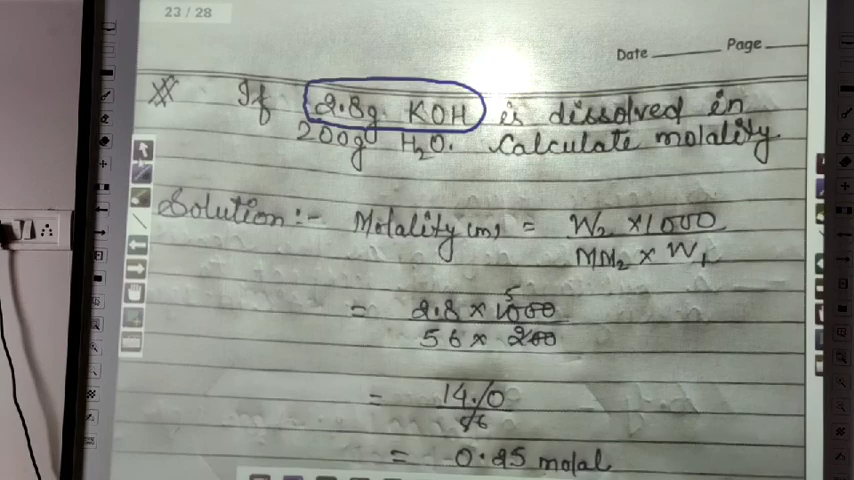 23 / 28
Date Page
If 2.8g KOH is dissolved in
200g H₂O. Calculate molality
Solution :- Molality (m) = W₂ × 1000
MM₂ × W₁
= 2.8 × 1000 5
56 × 200
= 14.0
56
= 0.25 molal